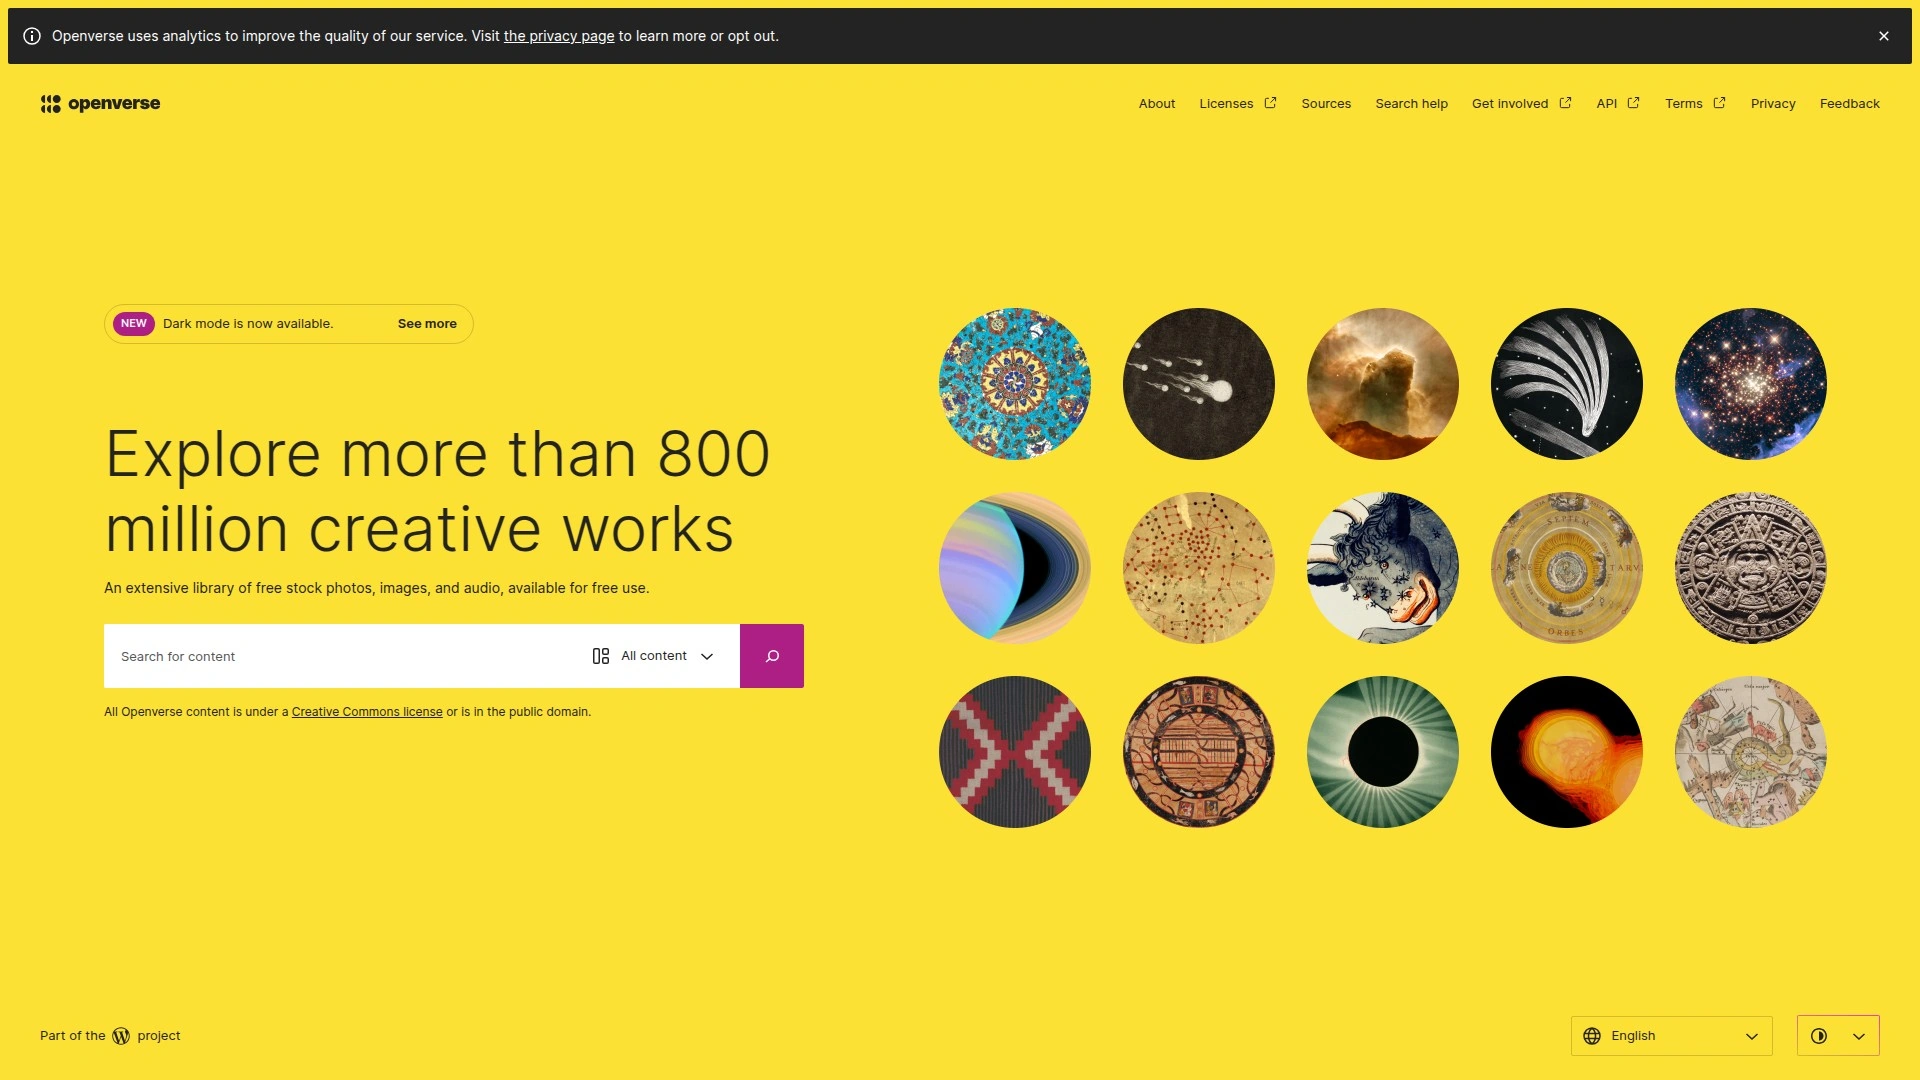 Openverse uses analytics to improve the quality of our service. Visit the privacy page to learn more or opt out.
openverse
About
Licenses
Sources
Search help
Get involved
API
Terms
Privacy
Feedback
NEW Dark mode is now available. See more
Explore more than 800
million creative works
An extensive library of free stock photos, images, and audio, available for free use.
Search for content
All content
All Openverse content is under a Creative Commons license or is in the public domain.
SEPTEM
ORBES
Part of the project
English